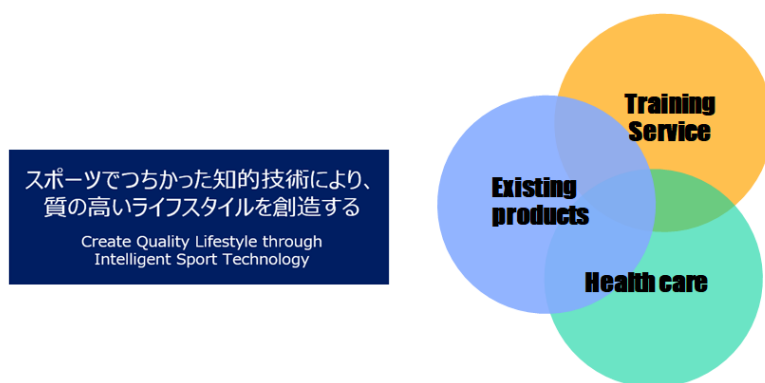 スポーツでつちかった知的技術により、
質の高いライフスタイルを創造する
Create Quality Lifestyle through
Intelligent Sport Technology
Training
Service
Existing
products
Health care